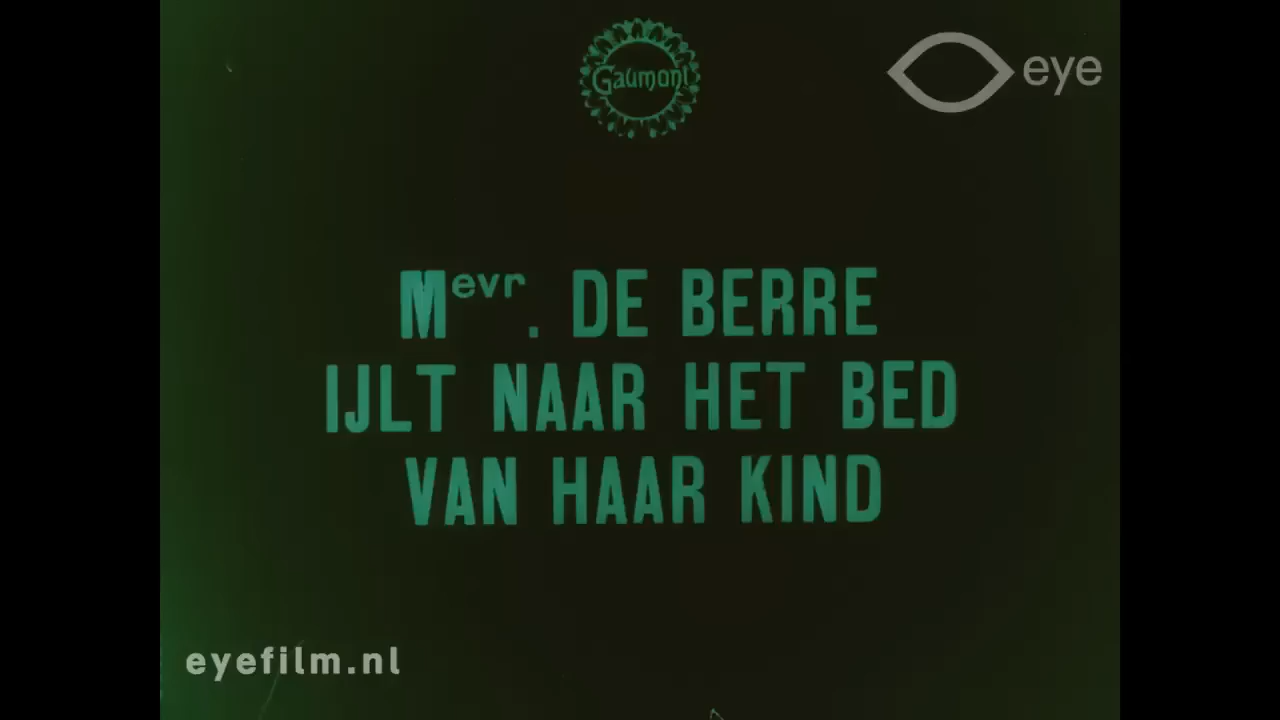 Gaumont
eye
Mevr. DE BERRE
IJLT NAAR HET BED
VAN HAAR KIND
eyefilm.nl